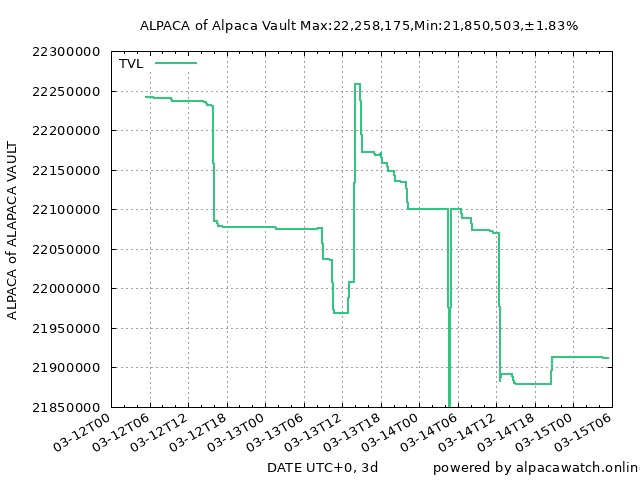 ALPACA of Alpaca Vault Max:22,258,175,Min:21,850,503,±1.83%
TVL
22300000
22250000
22200000
22150000
22100000
22050000
22000000
21950000
21900000
21850000
ALPACA of ALAPACA VAULT
03-12T00
03-12T06
03-12T12
03-12T18
03-13T00
03-13T06
03-13T12
03-13T18
03-14T00
03-14T06
03-14T12
03-14T18
03-15T00
03-15T06
DATE UTC+0, 3d
powered by alpacawatch.online